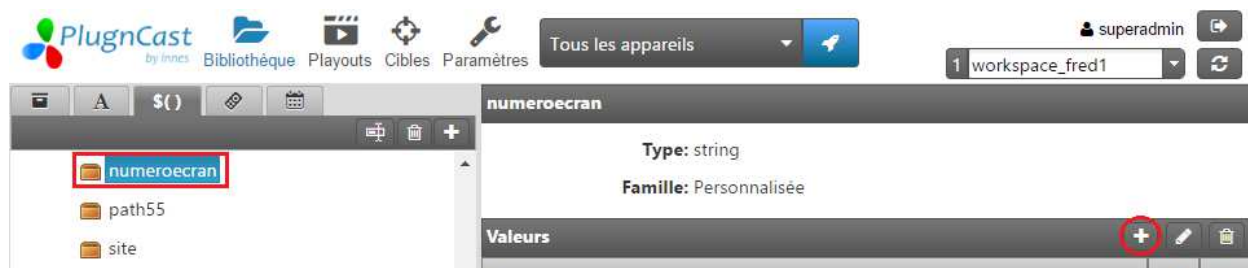 PlugnCast
by Innes
Bibliothèque
Playouts
Cibles
Paramètres
Tous les appareils
superadmin
1 workspace_fred1
A
$()
numeroecran
numeroecran
path55
site
Type: string
Famille: Personnalisée
Valeurs